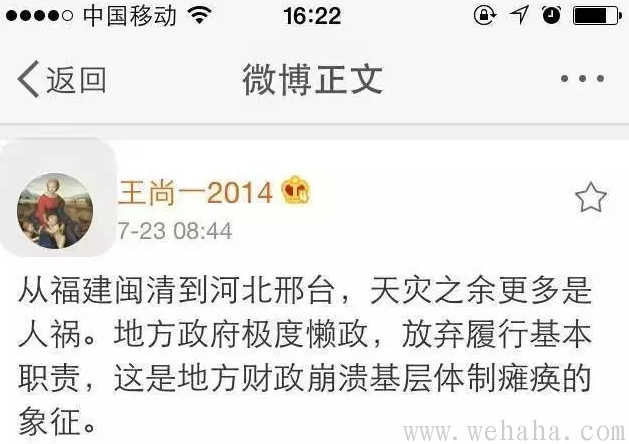 中国移动 16:22
返回 微博正文
王尚一2014
7-23 08:44
从福建闽清到河北邢台，天灾之余更多是
人祸。地方政府极度懒政，放弃履行基本
职责，这是地方财政崩溃基层体制瘫痪的
象征。
www.wehaha.com